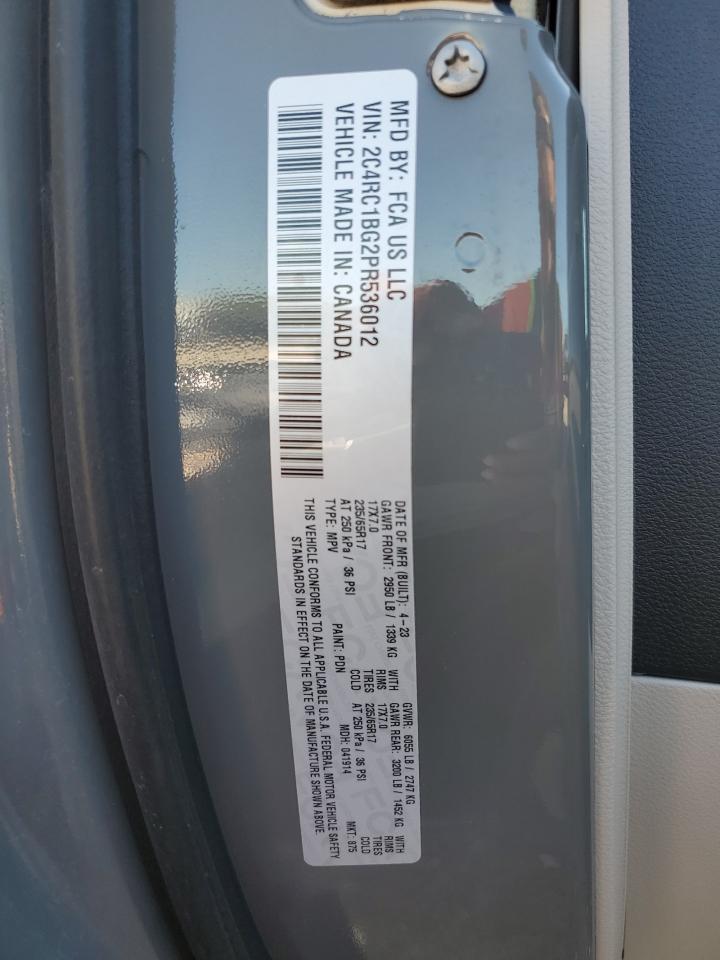 MFD BY: FCA US LLC
VIN: 2C4RC1BG2PR536012
VEHICLE MADE IN: CANADA
DATE OF MFR (BUILT): 4-23 GVWR: 6055 LB / 2747 KG
GAWR FRONT: 2950 LB / 1339 KG WITH GAWR REAR: 3200 LB / 1452 KG WITH
17X7.0 RIMS 17X7.0 RIMS
235/65R17 TIRES 235/65R17 TIRES
AT 250 kPa / 36 PSI COLD AT 250 kPa / 36 PSI COLD
TYPE: MPV PAINT: PDN MDH: 041914 MKT: 875
THIS VEHICLE CONFORMS TO ALL APPLICABLE U.S.A. FEDERAL MOTOR VEHICLE SAFETY
STANDARDS IN EFFECT ON THE DATE OF MANUFACTURE SHOWN ABOVE.